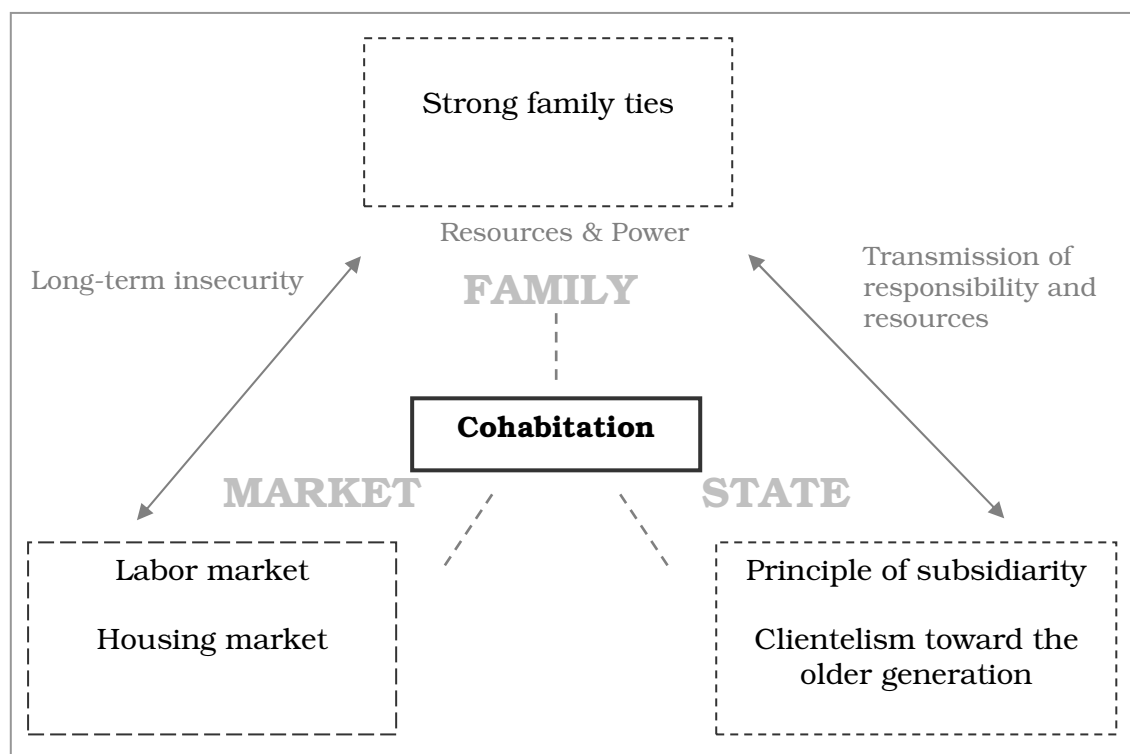 Strong family ties
Resources & Power
Long-term insecurity
Transmission of
responsibility and
resources
FAMILY
Cohabitation
MARKET
STATE
Labor market
Housing market
Principle of subsidiarity
Clientelism toward the
older generation